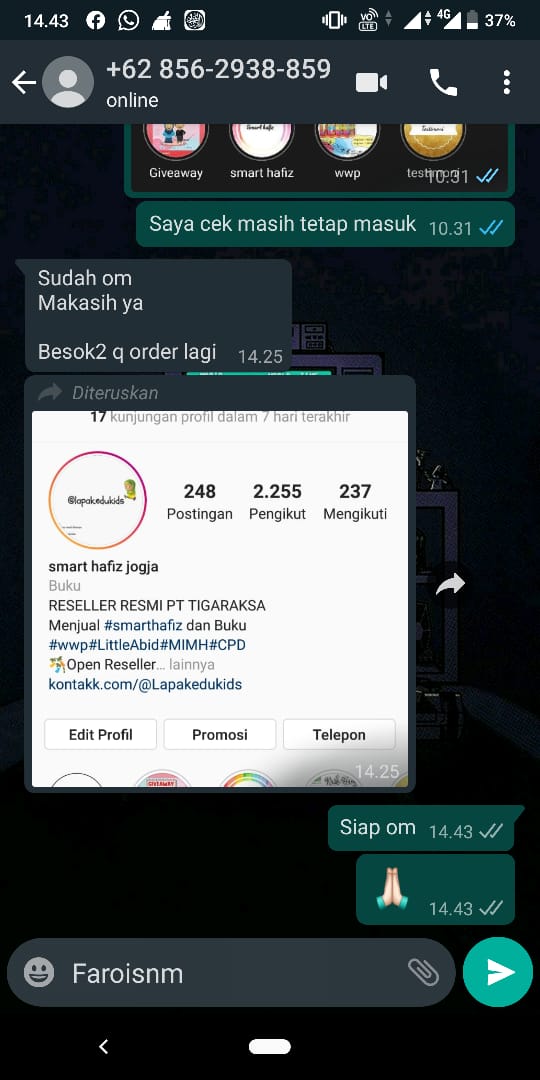 14.43
VO
LTE
4G
37%
+62 856-2938-859
online
Giveaway smart hafiz wwp testimoni
10.31
Saya cek masih tetap masuk 10.31
Sudah om
Makasih ya
Besok2 q order lagi 14.25
Diteruskan
17 kunjungan profil dalam 7 hari terakhir
@lapakedukids
248 2.255 237
Postingan Pengikut Mengikuti
smart hafiz jogja
Buku
RESELLER RESMI PT TIGARAKSA
Menjual #smarthafiz dan Buku
#wwp#LittleAbid#MIMH#CPD
Open Reseller... lainnya
kontakk.com/@Lapakedukids
Edit Profil Promosi Telepon
GIVEAWAY
14.25
Siap om 14.43
14.43
Faroisnm